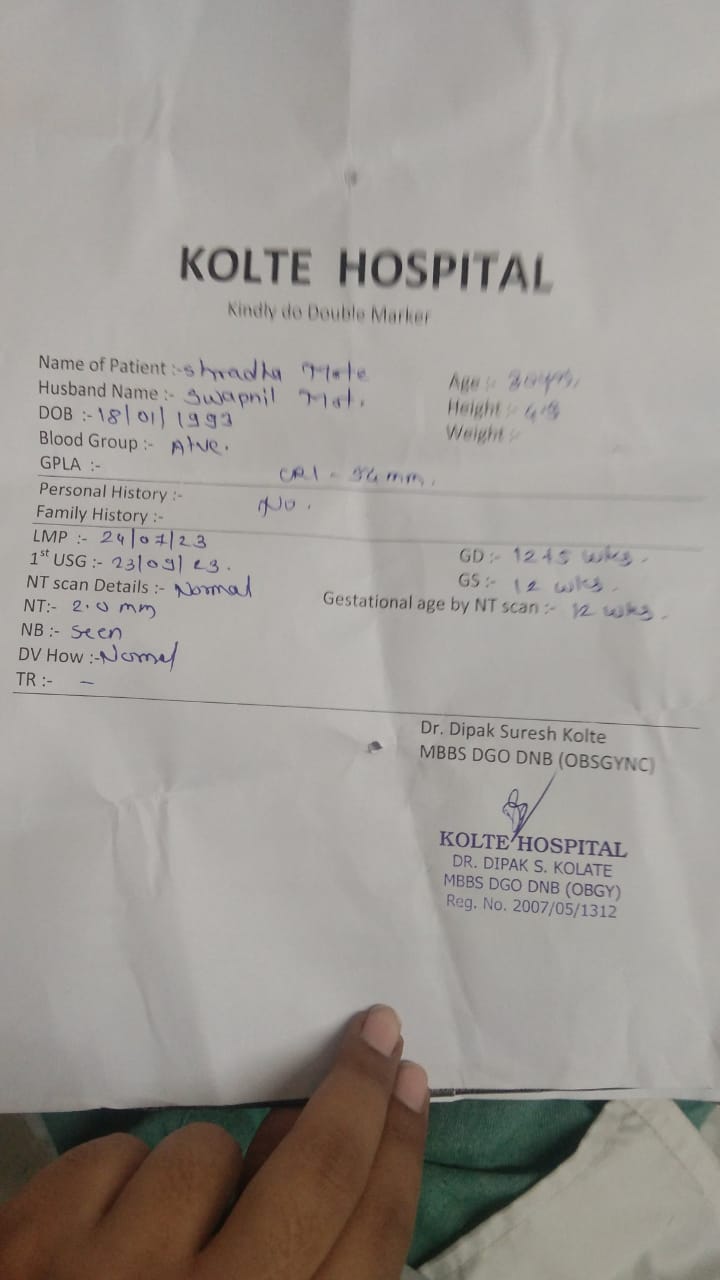 KOLTE HOSPITAL
Kindly do Double Marker
Name of Patient :- Shradha Mote
Age :- 30yrs,
Husband Name :- Swapnil Mot.
Height :-
DOB :- 18/01/1993
Weight :-
Blood Group :- A+ve.
GPLA :-
CRL - 54mm.
Personal History :-
No.
Family History :-
LMP :- 24/07/23
GD :- 12+5 wks.
1st USG :- 23/09/23.
GS :- 12 wks.
NT scan Details :- Normal
Gestational age by NT scan :- 12 wks.
NT:- 2.0 mm
NB :- seen
DV How :- Normal
TR :- –
Dr. Dipak Suresh Kolte
MBBS DGO DNB (OBSGYNC)
KOLTE HOSPITAL
DR. DIPAK S. KOLATE
MBBS DGO DNB (OBGY)
Reg. No. 2007/05/1312